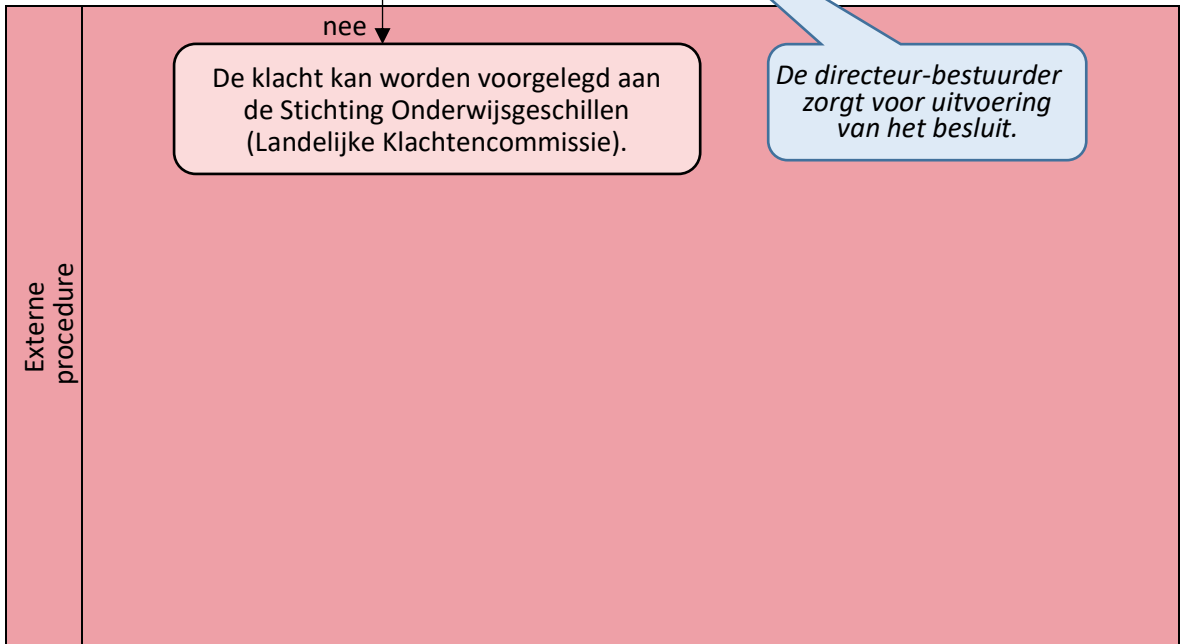 nee
De klacht kan worden voorgelegd aan
de Stichting Onderwijsgeschillen
(Landelijke Klachtencommissie).
De directeur-bestuurder
zorgt voor uitvoering
van het besluit.
Externe
procedure